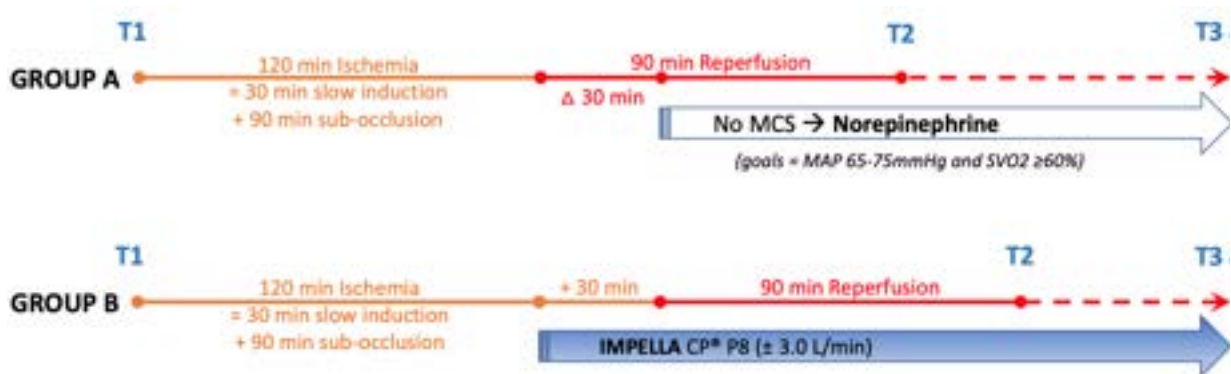 T1
T2
T3
GROUP A
120 min Ischemia
= 30 min slow induction
+ 90 min sub-occlusion
90 min Reperfusion
Δ 30 min
No MCS → Norepinephrine
(goals = MAP 65-75mmHg and SVO2 ≥60%)
T1
T2
T3
GROUP B
120 min Ischemia
= 30 min slow induction
+ 90 min sub-occlusion
+ 30 min
90 min Reperfusion
IMPELLA CP® P8 (± 3.0 L/min)